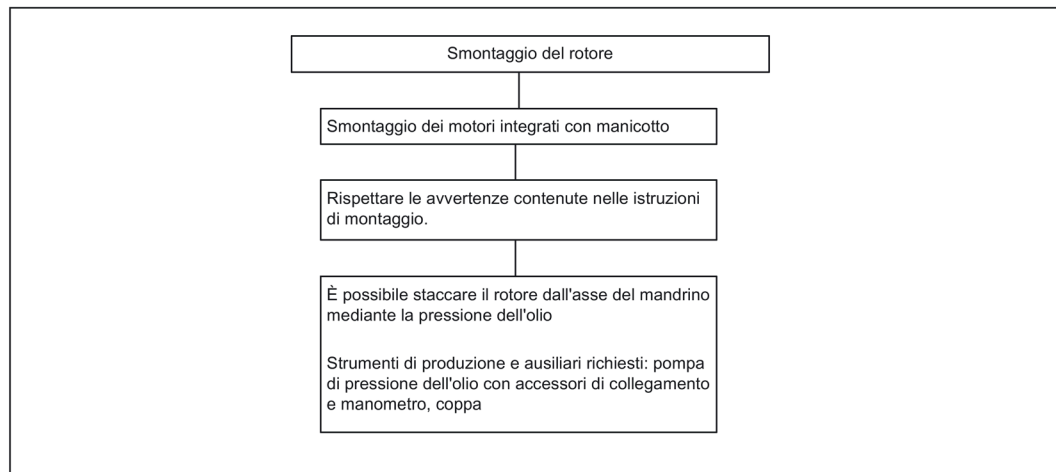 Smontaggio del rotore
Smontaggio dei motori integrati con manicotto
Rispettare le avvertenze contenute nelle istruzioni
di montaggio.
È possibile staccare il rotore dall'asse del mandrino
mediante la pressione dell'olio
Strumenti di produzione e ausiliari richiesti: pompa
di pressione dell'olio con accessori di collegamento
e manometro, coppa